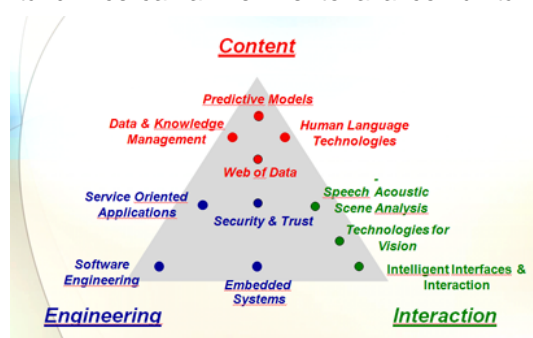 Content
Predictive Models
Data & Knowledge
Management
Human Language
Technologies
Web of Data
Service Oriented
Applications
Security & Trust
Speech Acoustic
Scene Analysis
Technologies for
Vision
Software
Engineering
Embedded
Systems
Intelligent Interfaces &
Interaction
Engineering
Interaction